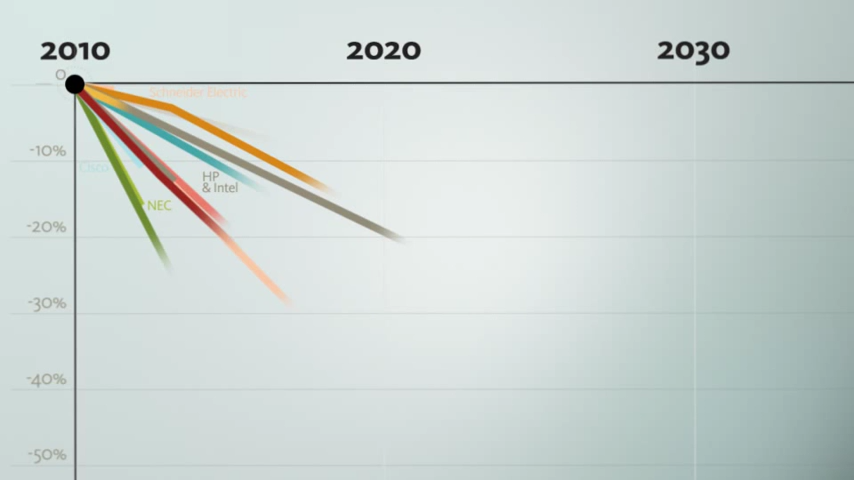 2010 2020 2030
0
Schneider Electric
-10%
Cisco
HP
& Intel
NEC
-20%
-30%
-40%
-50%